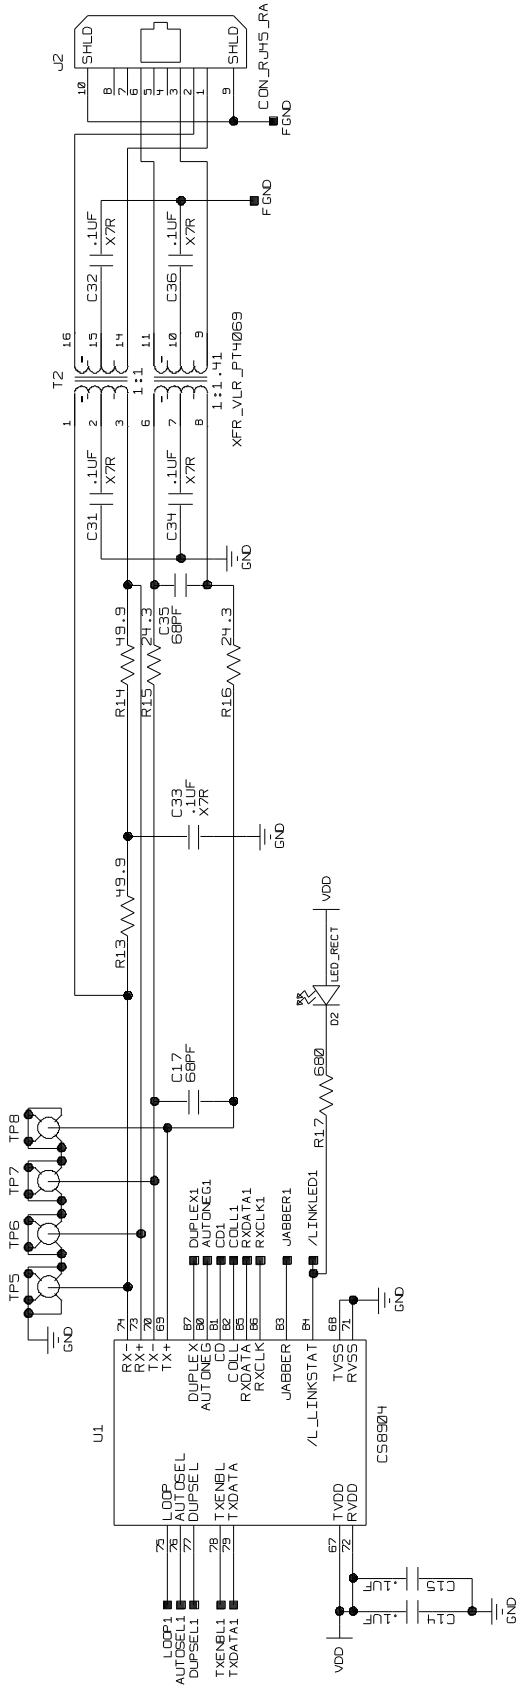 J2
SHLD
SHLD
10
8
7
6
5
4
3
2
1
9
CON_RJ45_RA
FGND
FGND
.1UF
X7R
C32
.1UF
X7R
C36
16
15
14
11
10
9
T2
1:1
1:1.41
XFR_VLR_PT4069
1
2
3
6
7
8
.1UF
X7R
C31
.1UF
X7R
C34
GND
49.9
R14
24.3
R15
C35
68PF
24.3
R16
C33
.1UF
X7R
GND
49.9
R13
VDD
LED_RECT
D2
680
R17
C17
68PF
TP8
TP7
TP6
TP5
GND
DUPLEX1
AUTONEG1
CD1
COLL1
RXDATA1
RXCLK1
JABBER1
/LINKLED1
74
73
70
69
87
80
81
82
85
86
83
84
68
71
GND
RX-
RX+
TX-
TX+
DUPLEX
AUTONEG
CD
COLL
RXDATA
RXCLK
JABBER
/L_LINKSTAT
TVSS
RVSS
U1
CS8904
LOOP
AUTOSEL
DUPSEL
TXENBL
TXDATA
TVDD
RVDD
75
76
77
78
79
67
72
LOOP1
AUTOSEL1
DUPSEL1
TXENBL1
TXDATA1
VDD
.1UF
C15
.1UF
C14
GND